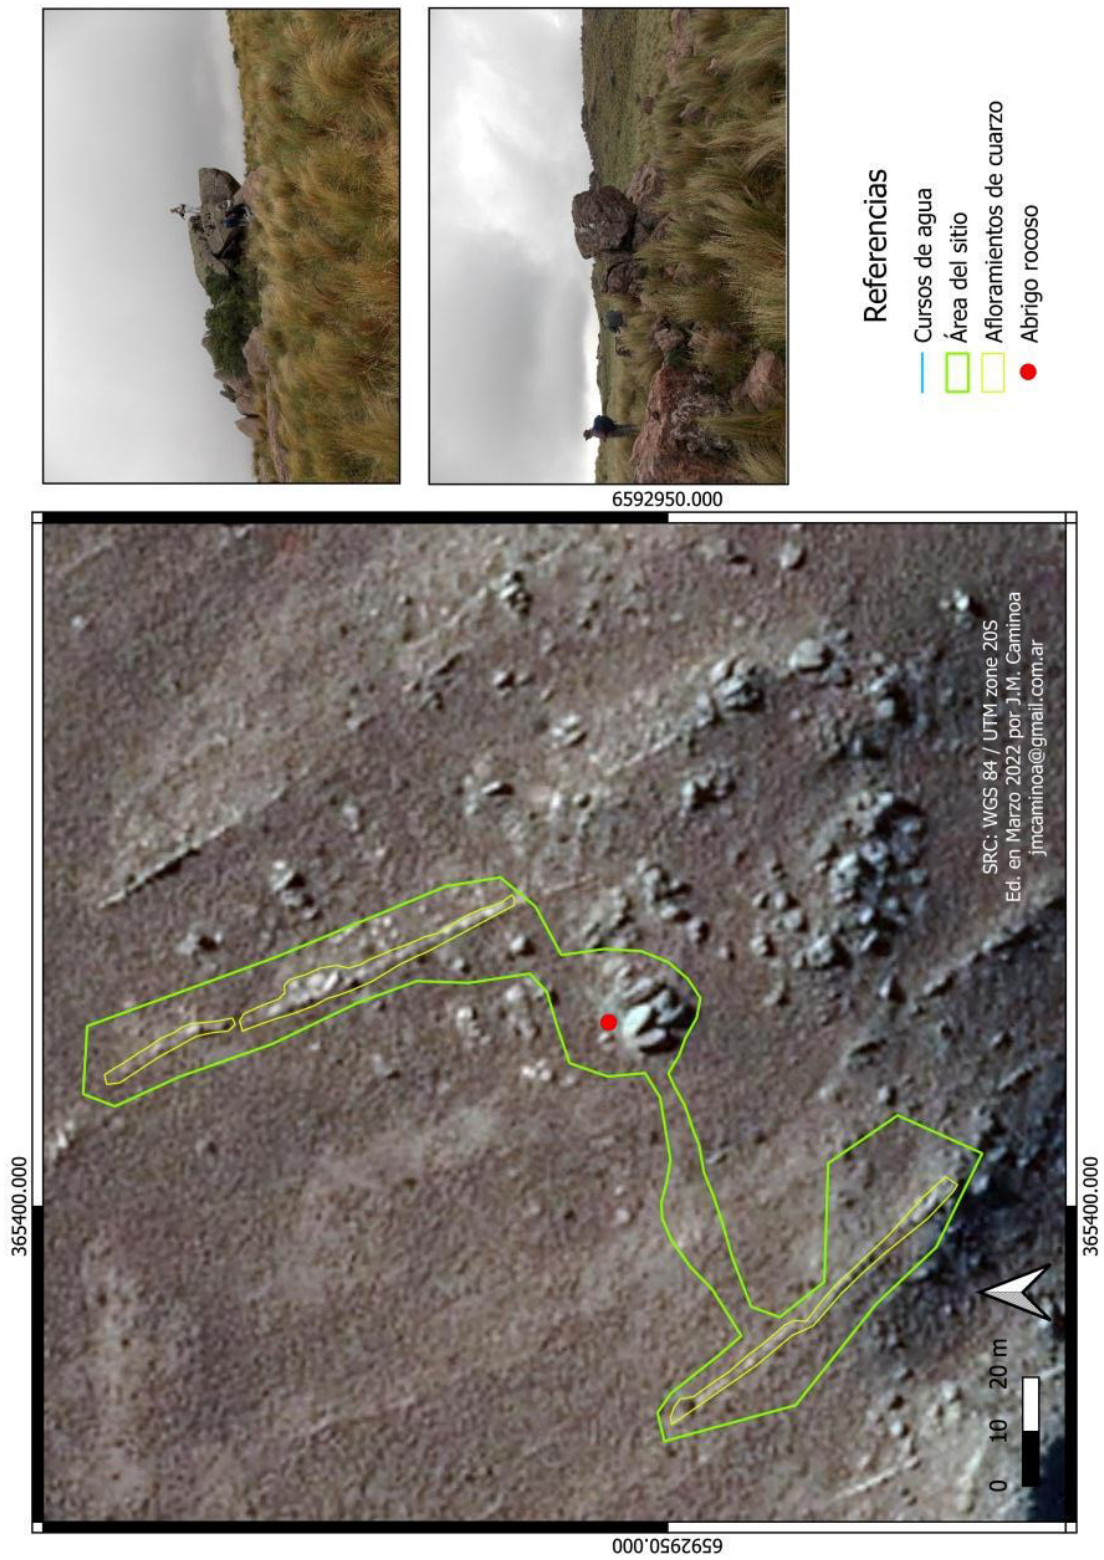 Referencias
Cursos de agua
Área del sitio
Afloramientos de cuarzo
Abrigo rocoso
6592950.000
365400.000
365400.000
6592950.000
0 10 20 m
SRC: WGS 84 / UTM zone 20S
Ed. en Marzo 2022 por J.M. Caminoa
jmcaminoa@gmail.com.ar